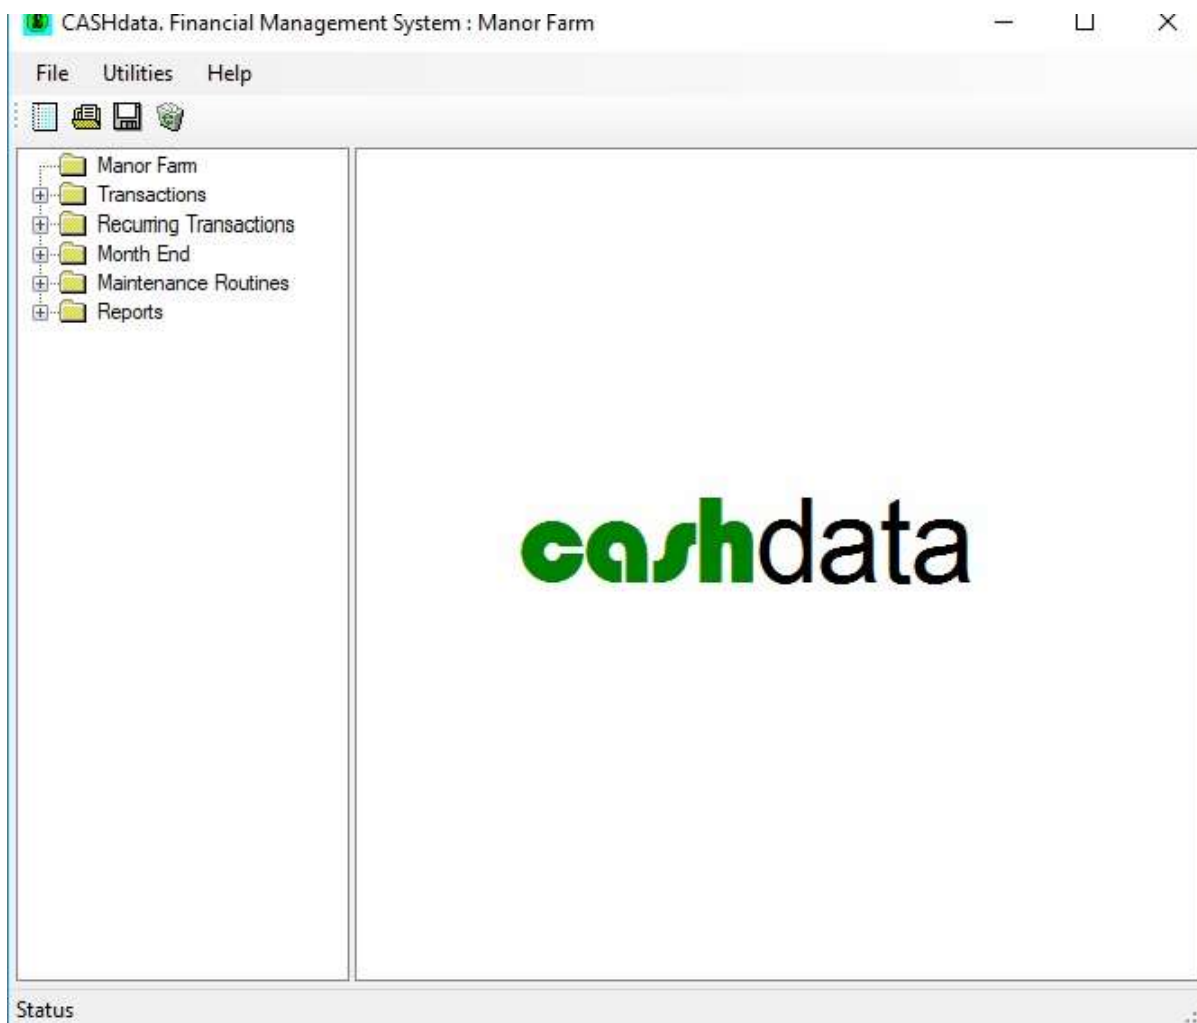 CASHdata. Financial Management System : Manor Farm
File Utilities Help
Manor Farm
Transactions
Recurring Transactions
Month End
Maintenance Routines
Reports
cashdata
Status